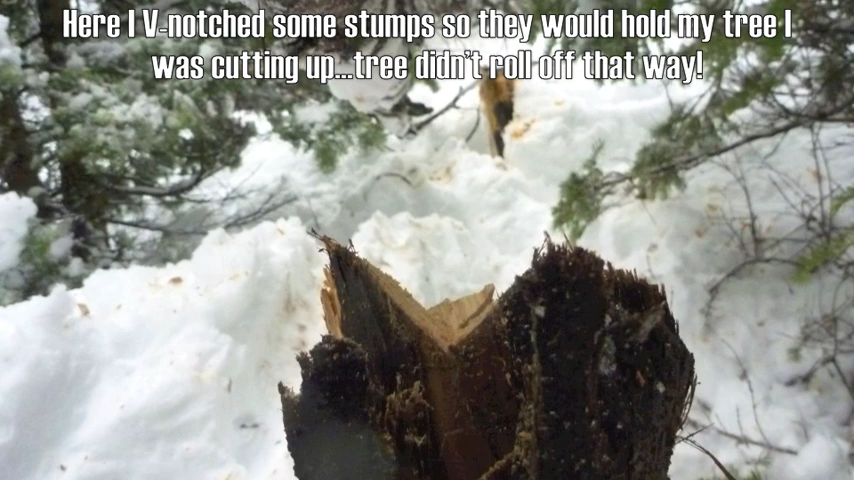 Here I V-notched some stumps so they would hold my tree I
was cutting up...tree didn't roll off that way!